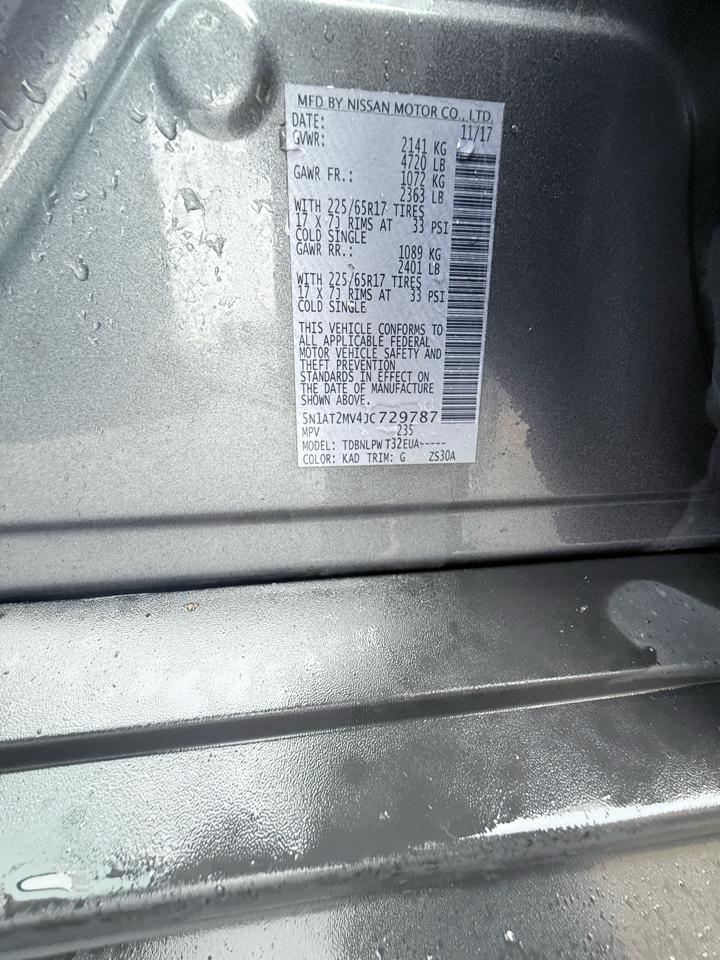 MFD BY NISSAN MOTOR CO., LTD.
DATE: 11/17
GVWR: 2141 KG
4720 LB
GAWR FR.: 1072 KG
2363 LB
WITH 225/65R17 TIRES
17 X 7J RIMS AT 33 PSI
COLD SINGLE
GAWR RR.: 1089 KG
2401 LB
WITH 225/65R17 TIRES
17 X 7J RIMS AT 33 PSI
COLD SINGLE
THIS VEHICLE CONFORMS TO
ALL APPLICABLE FEDERAL
MOTOR VEHICLE SAFETY AND
THEFT PREVENTION
STANDARDS IN EFFECT ON
THE DATE OF MANUFACTURE
SHOWN ABOVE.
5N1AT2MV4JC729787
MPV 235
MODEL: TDBNLPW T32EUA-----
COLOR: KAD TRIM: G ZS30A